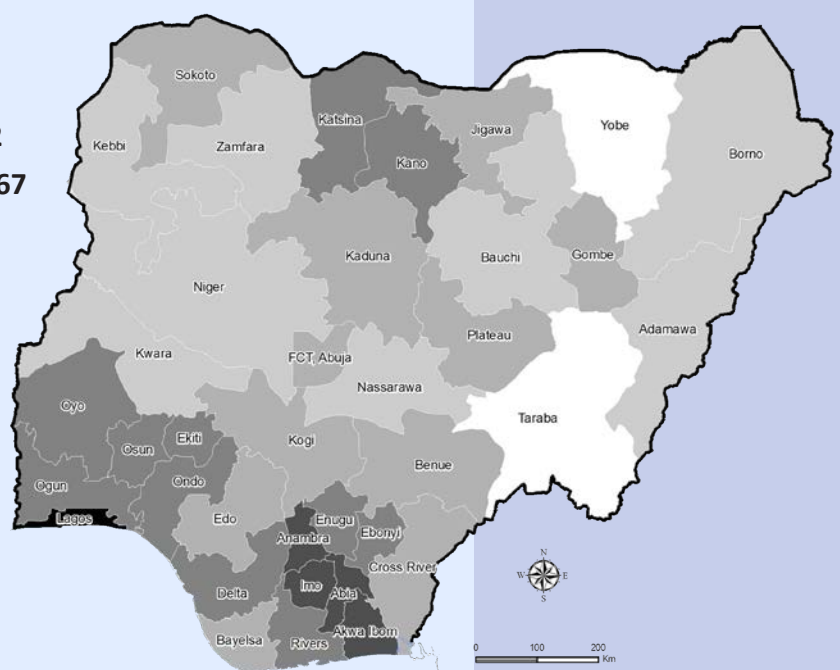 Sokoto
Katsina
Jigawa
Yobe
2
Kebbi
Zamfara
Kano
Borno
67
Kaduna
Bauchi
Gombe
Niger
Adamawa
Plateau
Kwara
FCT, Abuja
Nassarawa
Oyo
Taraba
Osun
Ekiti
Kogi
Benue
Ogun
Ondo
Lagos
Edo
Enugu
Ebonyi
Anambra
Cross River
Imo
Abia
Delta
Akwa Ibom
Bayelsa
Rivers
N
W E
S
0 100 200
Km